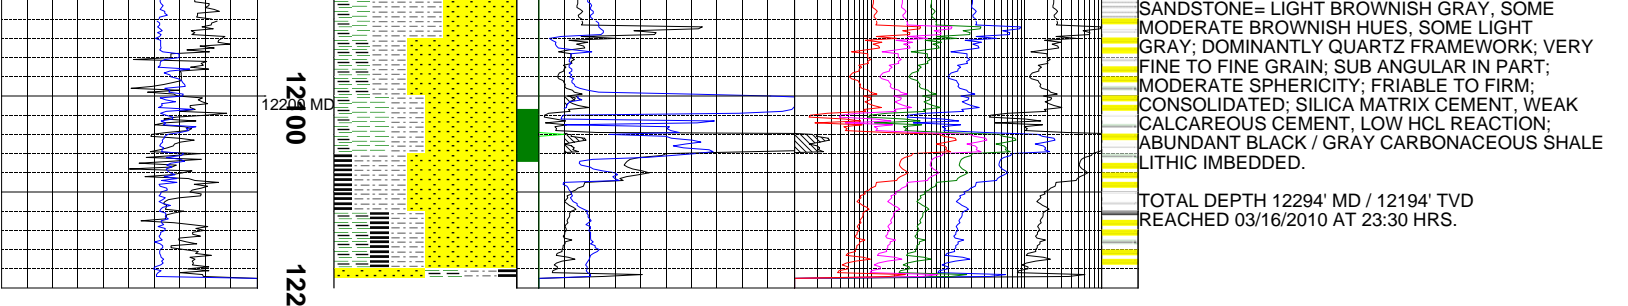 SANDSTONE= LIGHT BROWNISH GRAY, SOME
MODERATE BROWNISH HUES, SOME LIGHT
GRAY; DOMINANTLY QUARTZ FRAMEWORK; VERY
FINE TO FINE GRAIN; SUB ANGULAR IN PART;
MODERATE SPHERICITY; FRIABLE TO FIRM;
CONSOLIDATED; SILICA MATRIX CEMENT, WEAK
CALCAREOUS CEMENT, LOW HCL REACTION;
ABUNDANT BLACK / GRAY CARBONACEOUS SHALE
LITHIC IMBEDDED.
TOTAL DEPTH 12294' MD / 12194' TVD
REACHED 03/16/2010 AT 23:30 HRS.
12200 MD
12100
122